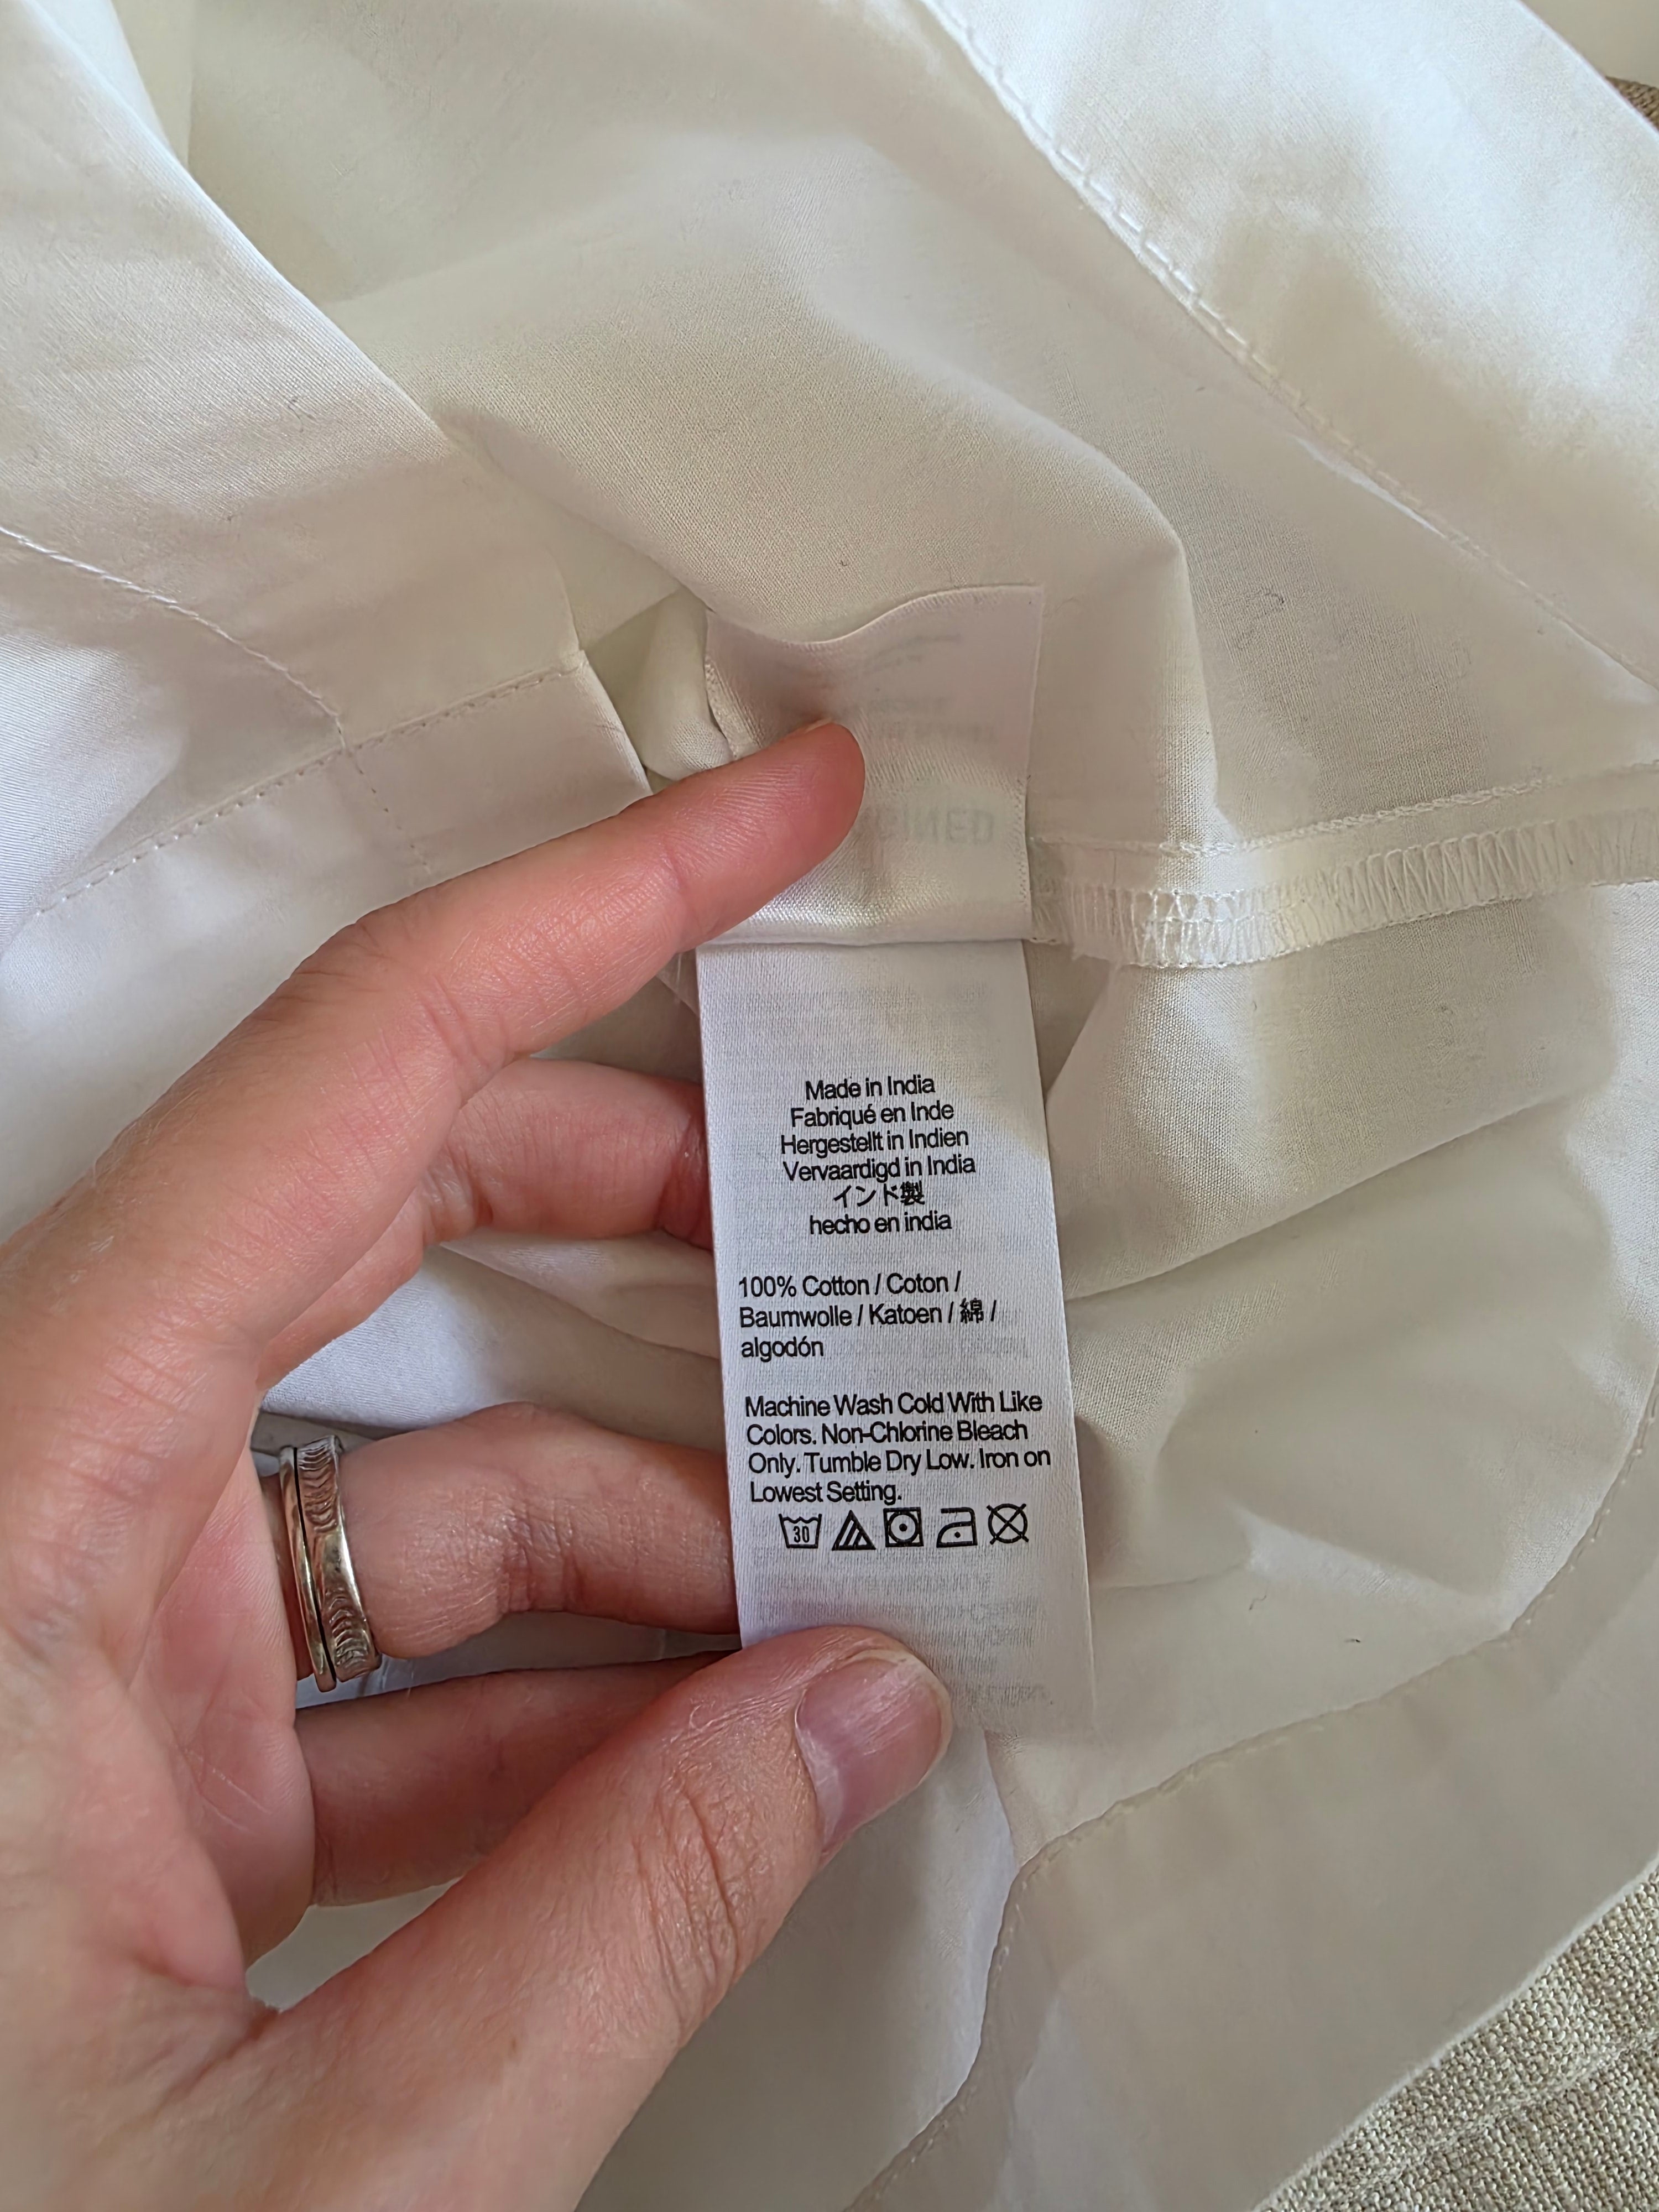 Made in India
Fabriqué en Inde
Hergestellt in Indien
Vervaardigd in India
インド製
hecho en india
100% Cotton / Coton /
Baumwolle / Katoen / 綿 /
algodón
Machine Wash Cold With Like
Colors. Non-Chlorine Bleach
Only. Tumble Dry Low. Iron on
Lowest Setting.
30